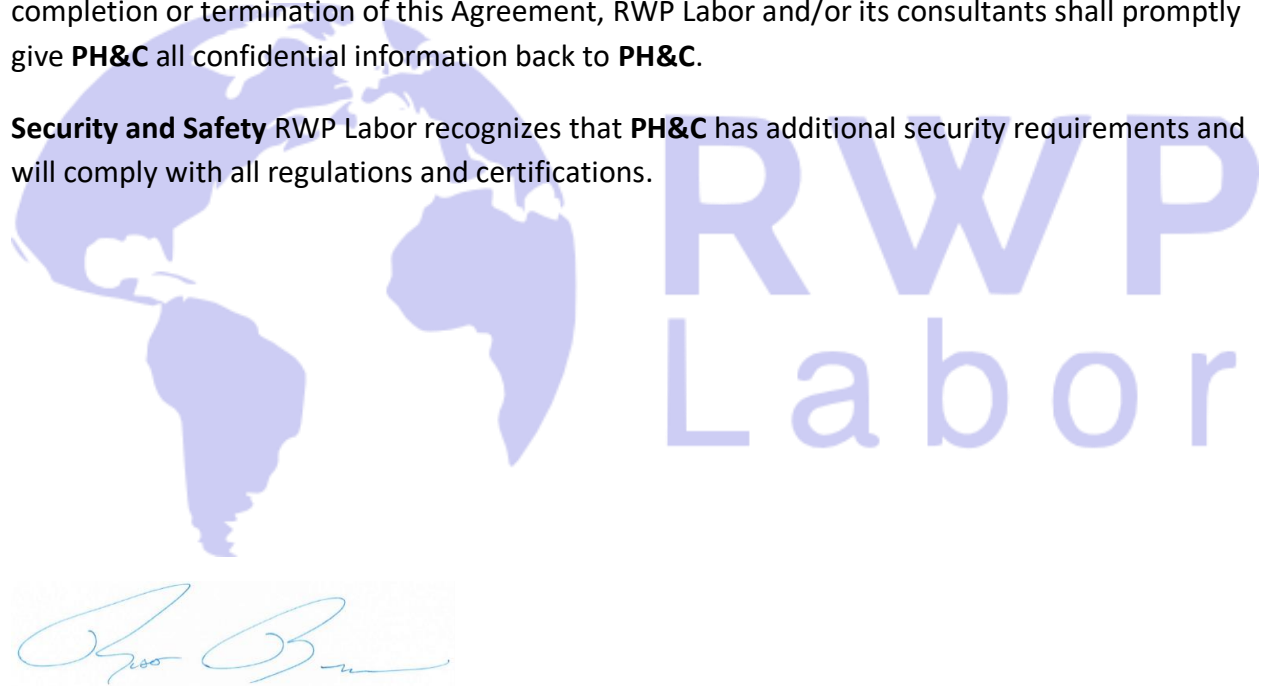 completion or termination of this Agreement, RWP Labor and/or its consultants shall promptly
give PH&C all confidential information back to PH&C.
Security and Safety RWP Labor recognizes that PH&C has additional security requirements and
will comply with all regulations and certifications.
RWP
Labor